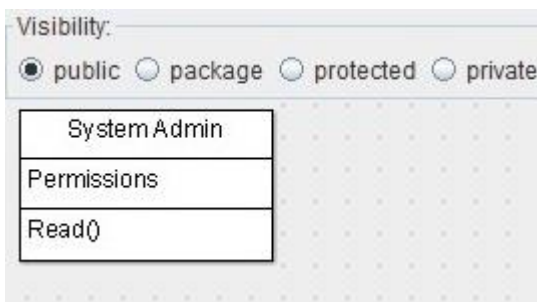 Visibility:
public package protected private
System Admin
Permissions
Read()